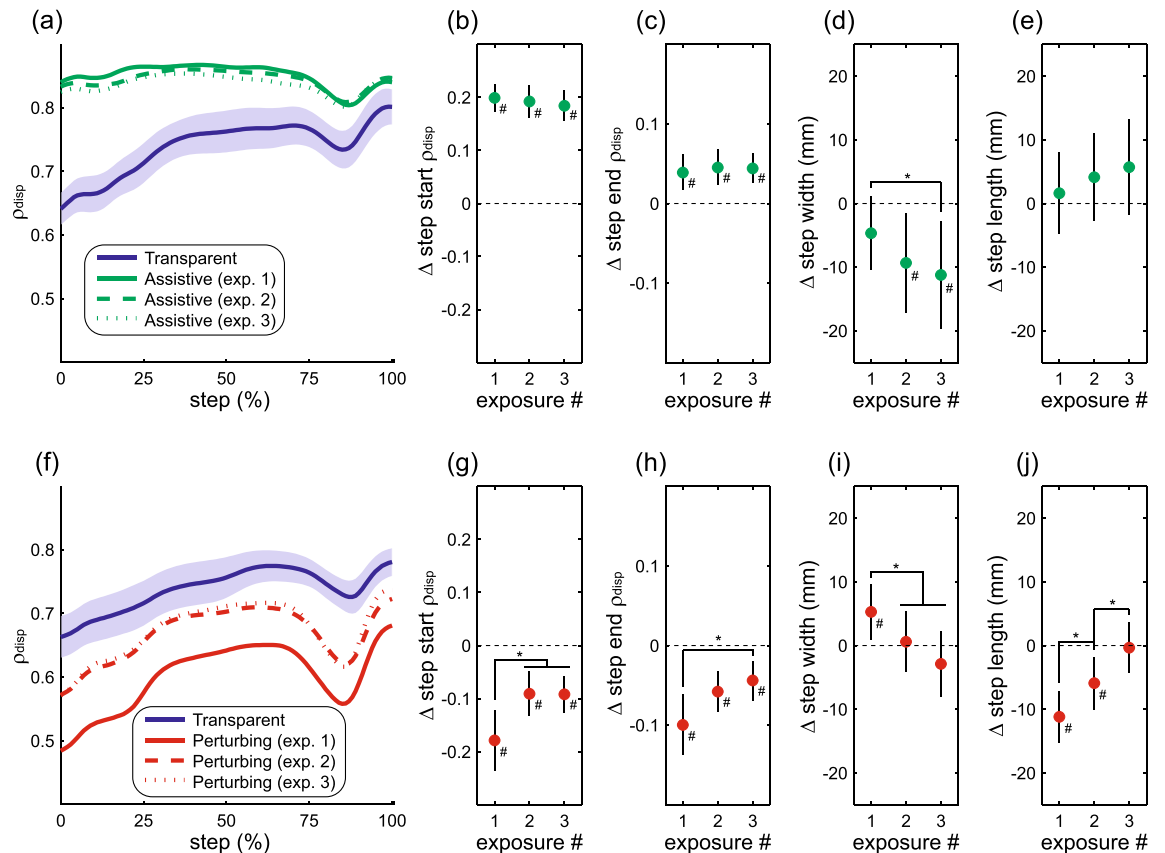 (a)
(b)
(c)
(d)
(e)
ρdisp
0.8
0.7
0.6
0.5
0
25
50
75
100
step (%)
Transparent
Assistive (exp. 1)
Assistive (exp. 2)
Assistive (exp. 3)
Δ step start ρdisp
0.2
0
-0.2
# # #
1 2 3
exposure #
Δ step end ρdisp
0.1
0
-0.1
# # #
1 2 3
exposure #
Δ step width (mm)
20
10
0
-10
-20
*
# #
1 2 3
exposure #
Δ step length (mm)
20
10
0
-10
-20
1 2 3
exposure #
(f)
(g)
(h)
(i)
(j)
ρdisp
0.8
0.7
0.6
0.5
0
25
50
75
100
step (%)
Transparent
Perturbing (exp. 1)
Perturbing (exp. 2)
Perturbing (exp. 3)
Δ step start ρdisp
0.2
0.1
0
-0.1
-0.2
*
# # #
1 2 3
exposure #
Δ step end ρdisp
0.1
0
-0.1
*
# # #
1 2 3
exposure #
Δ step width (mm)
20
10
0
-10
-20
*
#
1 2 3
exposure #
Δ step length (mm)
20
10
0
-10
-20
* *
# #
1 2 3
exposure #